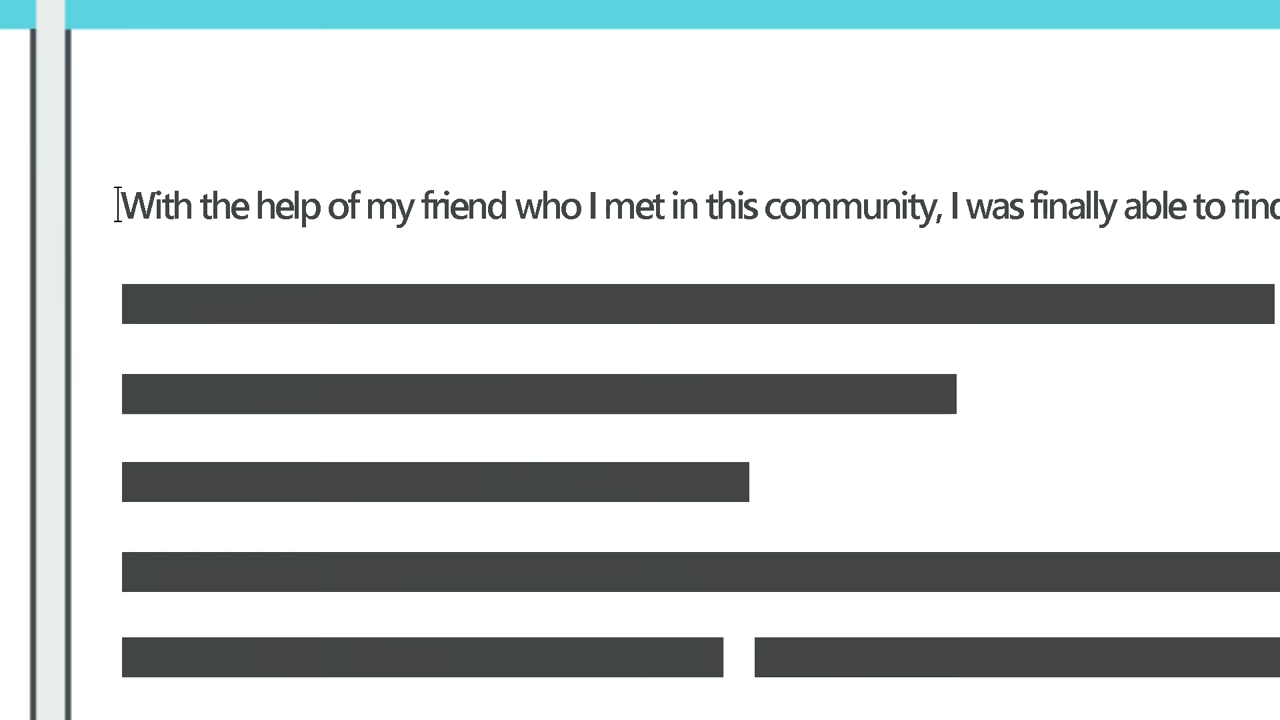 With the help of my friend who I met in this community, I was finally able to find